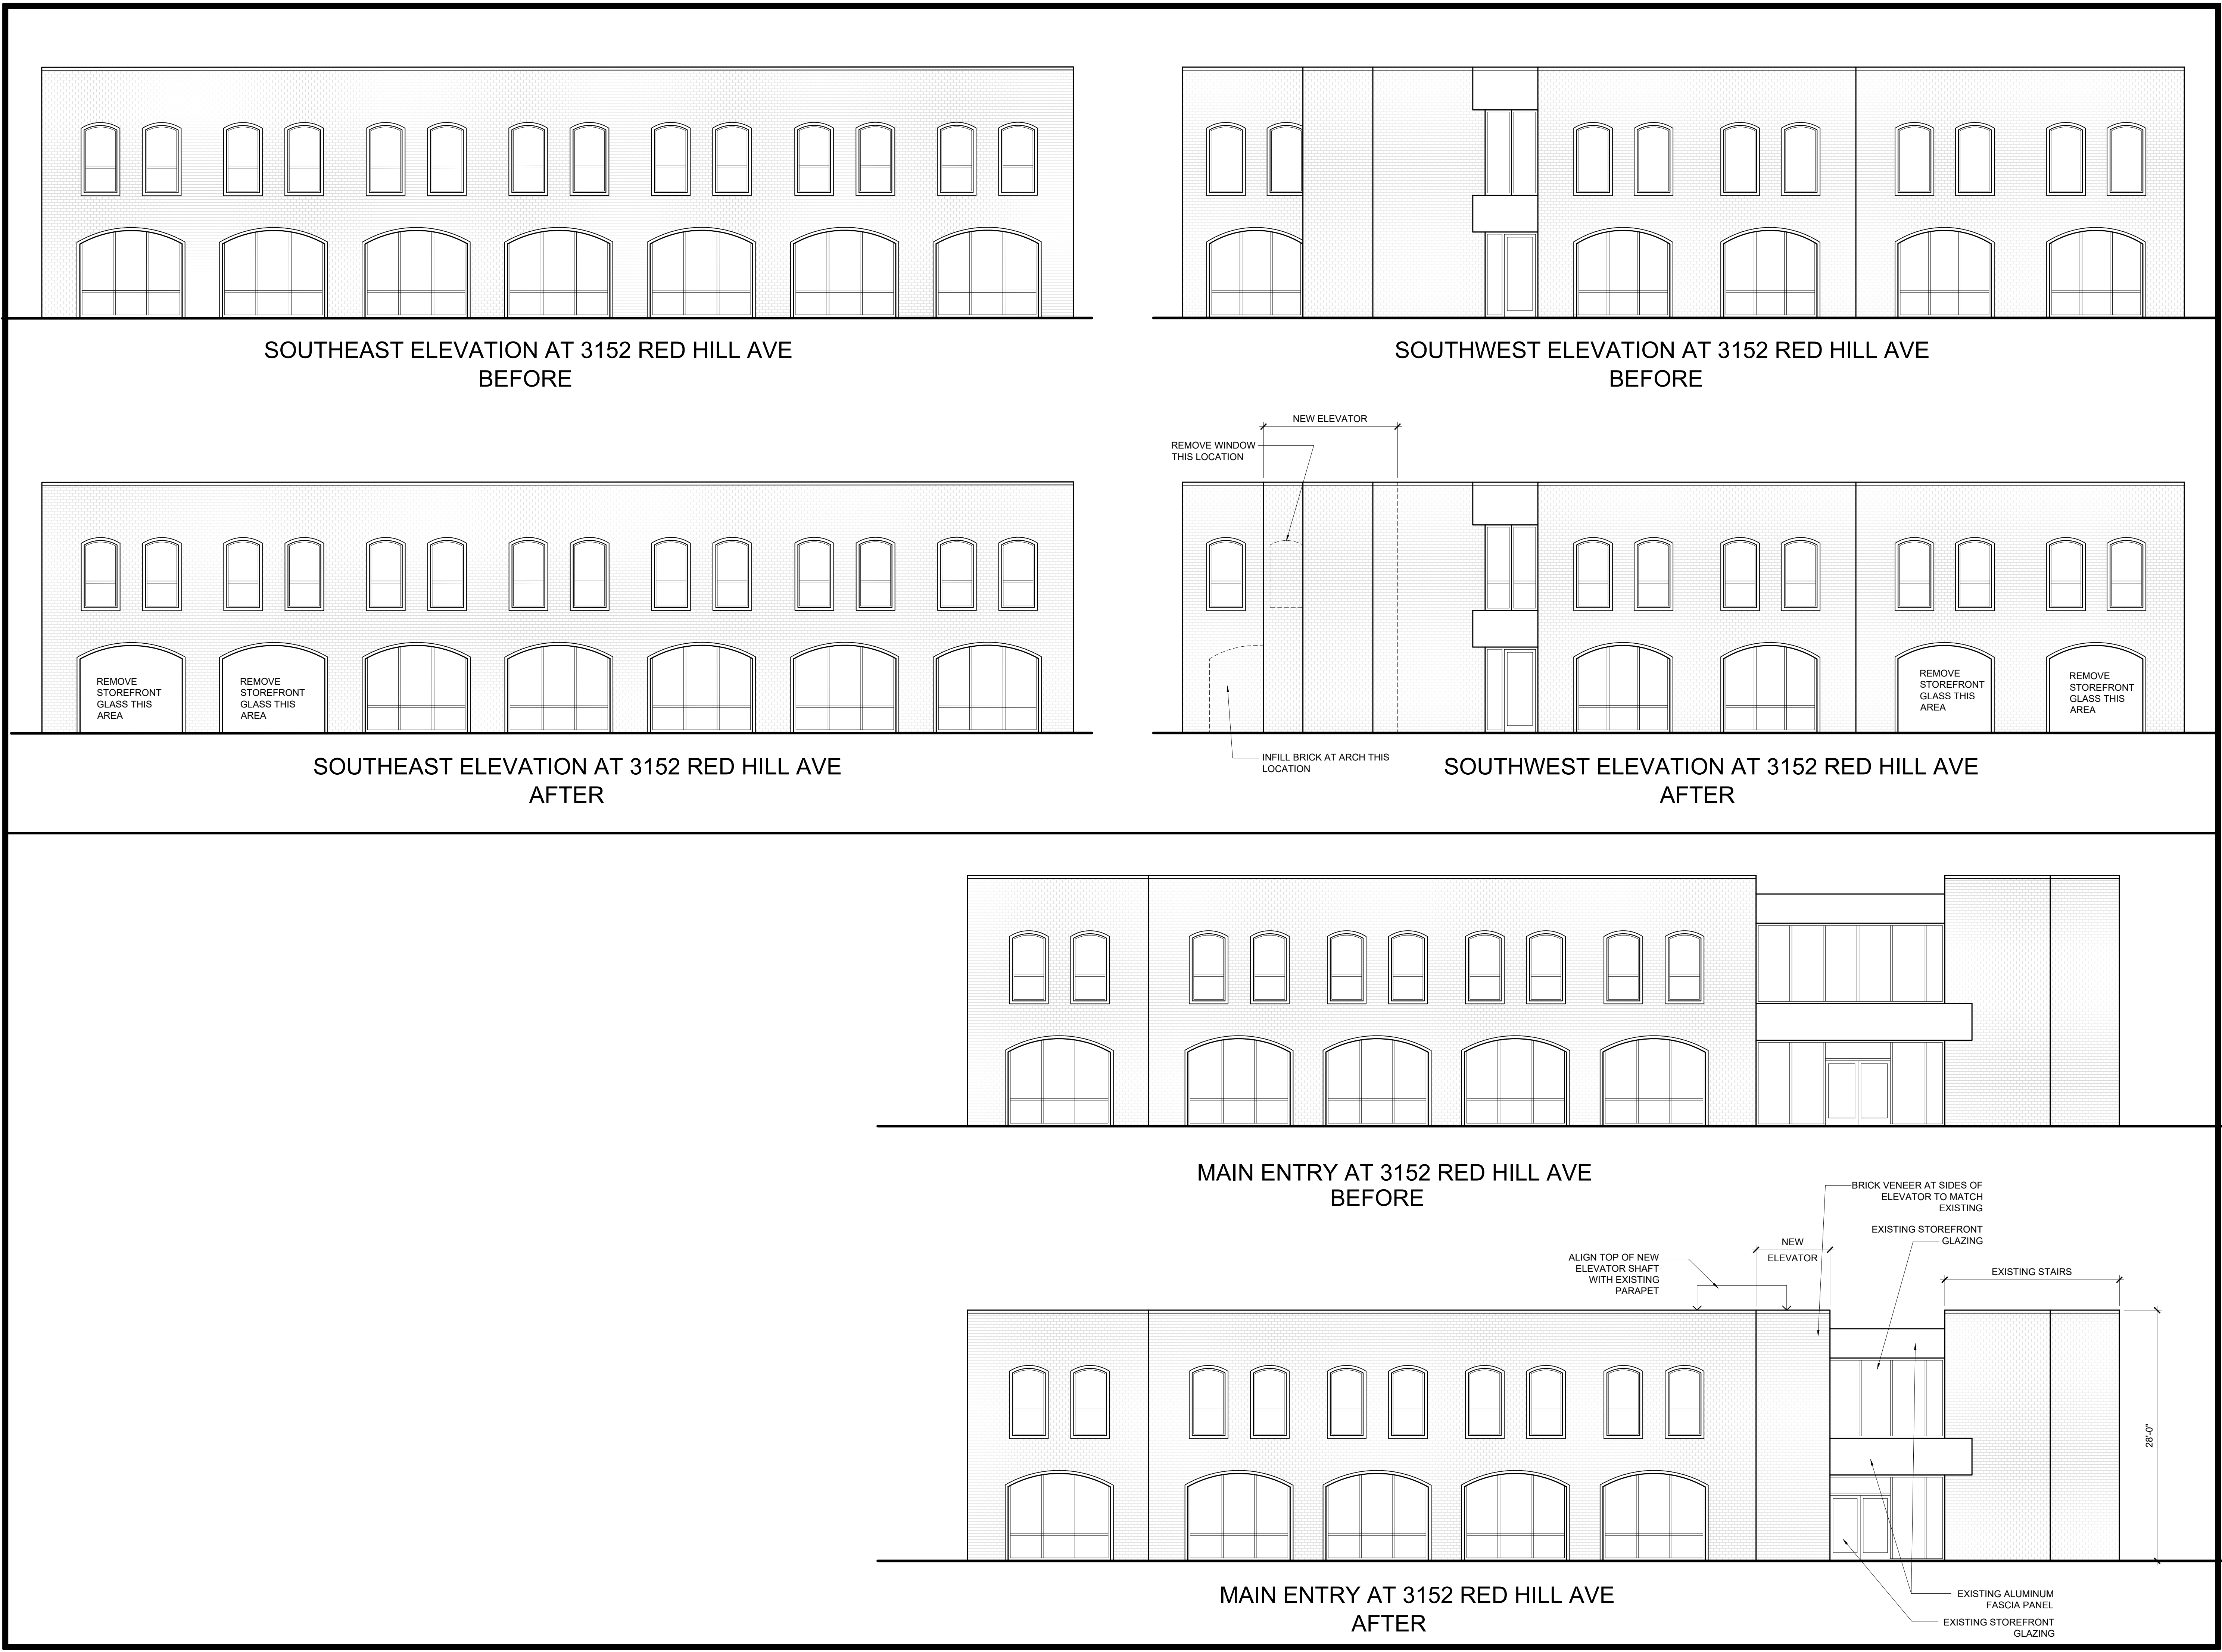 SOUTHEAST ELEVATION AT 3152 RED HILL AVE
BEFORE
SOUTHWEST ELEVATION AT 3152 RED HILL AVE
BEFORE
NEW ELEVATOR
REMOVE WINDOW
THIS LOCATION
REMOVE
STOREFRONT
GLASS THIS
AREA
REMOVE
STOREFRONT
GLASS THIS
AREA
REMOVE
STOREFRONT
GLASS THIS
AREA
REMOVE
STOREFRONT
GLASS THIS
AREA
INFILL BRICK AT ARCH THIS
LOCATION
SOUTHEAST ELEVATION AT 3152 RED HILL AVE
AFTER
SOUTHWEST ELEVATION AT 3152 RED HILL AVE
AFTER
MAIN ENTRY AT 3152 RED HILL AVE
BEFORE
BRICK VENEER AT SIDES OF
ELEVATOR TO MATCH
EXISTING
EXISTING STOREFRONT
GLAZING
NEW
ELEVATOR
ALIGN TOP OF NEW
ELEVATOR SHAFT
WITH EXISTING
PARAPET
EXISTING STAIRS
28'-0"
MAIN ENTRY AT 3152 RED HILL AVE
AFTER
EXISTING ALUMINUM
FASCIA PANEL
EXISTING STOREFRONT
GLAZING